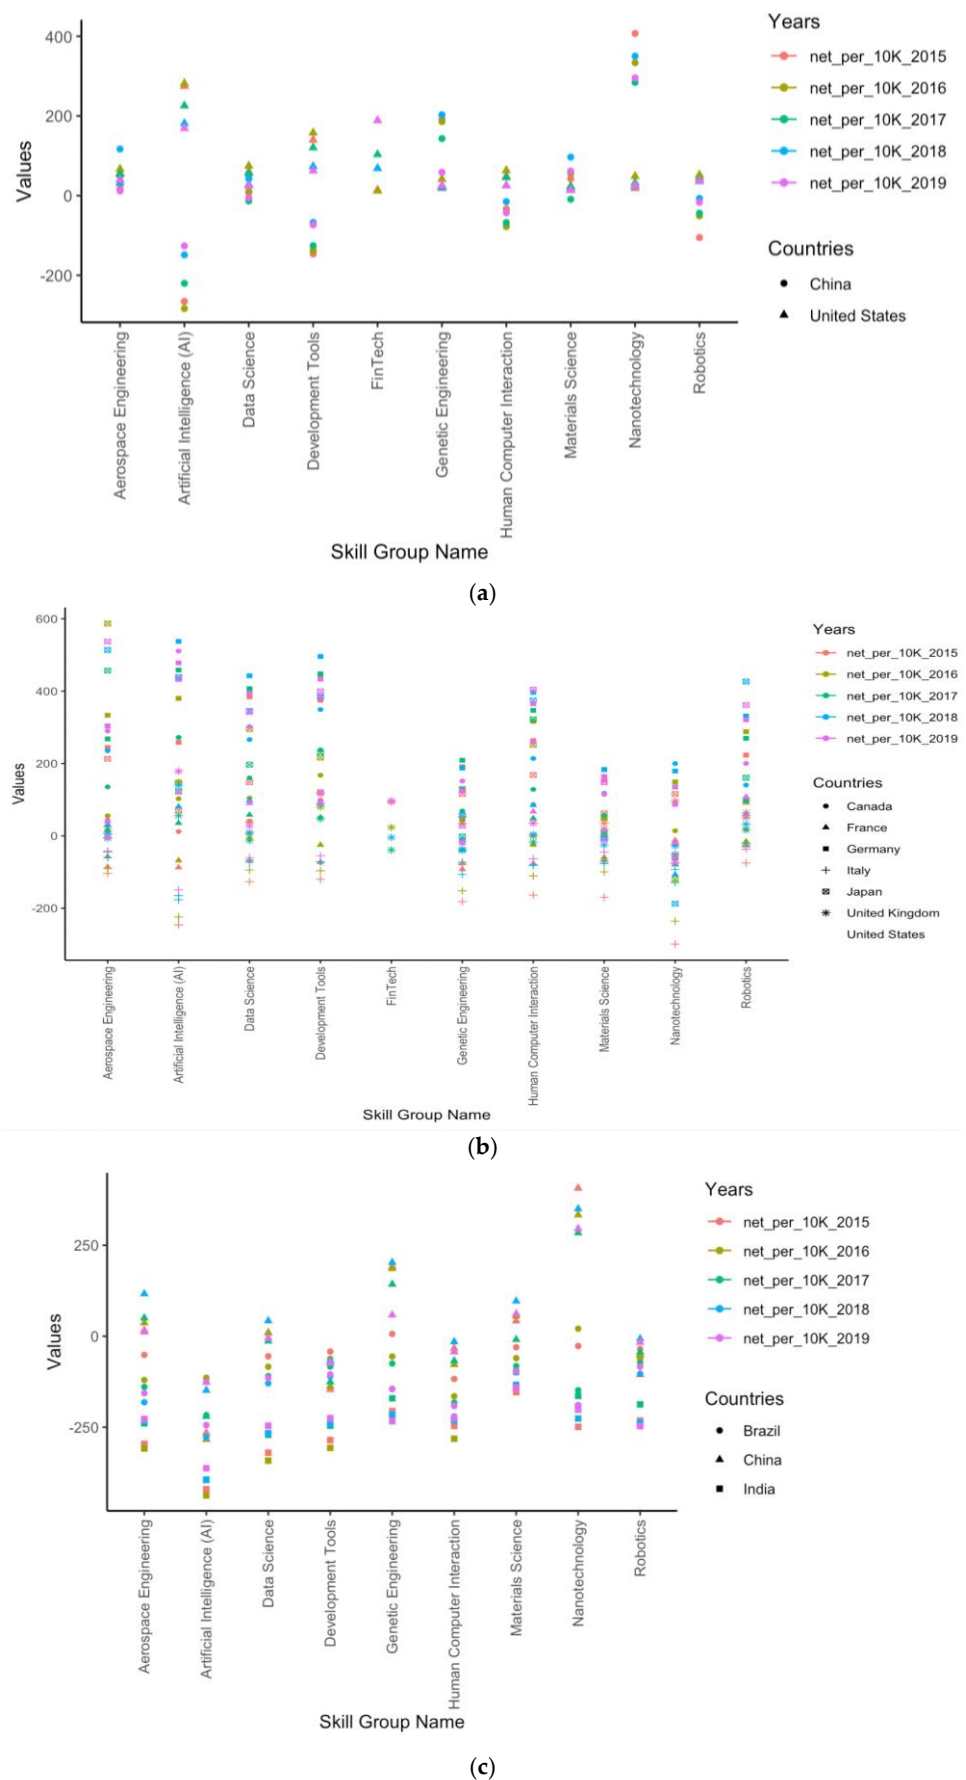 Years
400
net_per_10K_2015
net_per_10K_2016
200
net_per_10K_2017
Values
net_per_10K_2018
0
net_per_10K_2019
Countries
-200
China
United States
Aerospace Engineering
Artificial Intelligence (AI)
Data Science
Development Tools
FinTech
Genetic Engineering
Human Computer Interaction
Materials Science
Nanotechnology
Robotics
Skill Group Name
(a)
600
Years
net_per_10K_2015
net_per_10K_2016
400
net_per_10K_2017
net_per_10K_2018
net_per_10K_2019
200
Values
Countries
Canada
0
France
Germany
Italy
Japan
-200
United Kingdom
United States
Aerospace Engineering
Artificial Intelligence (AI)
Data Science
Development Tools
FinTech
Genetic Engineering
Human Computer Interaction
Materials Science
Nanotechnology
Robotics
Skill Group Name
(b)
Years
net_per_10K_2015
250
net_per_10K_2016
net_per_10K_2017
net_per_10K_2018
0
net_per_10K_2019
Values
Countries
-250
Brazil
China
India
Aerospace Engineering
Artificial Intelligence (AI)
Data Science
Development Tools
Genetic Engineering
Human Computer Interaction
Materials Science
Nanotechnology
Robotics
Skill Group Name
(c)